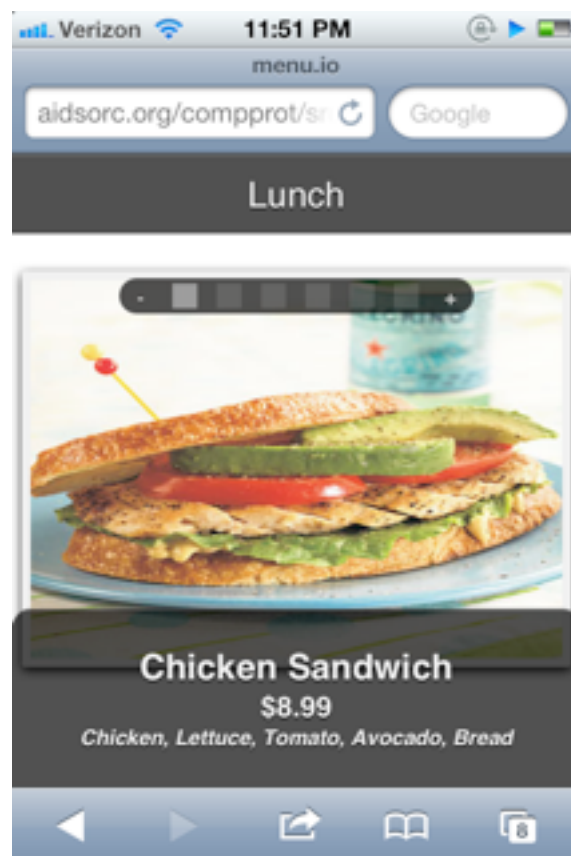 Verizon 11:51 PM
menu.io
aidsorc.org/compprot/sr Google
Lunch
- +
Chicken Sandwich
$8.99
Chicken, Lettuce, Tomato, Avocado, Bread
8